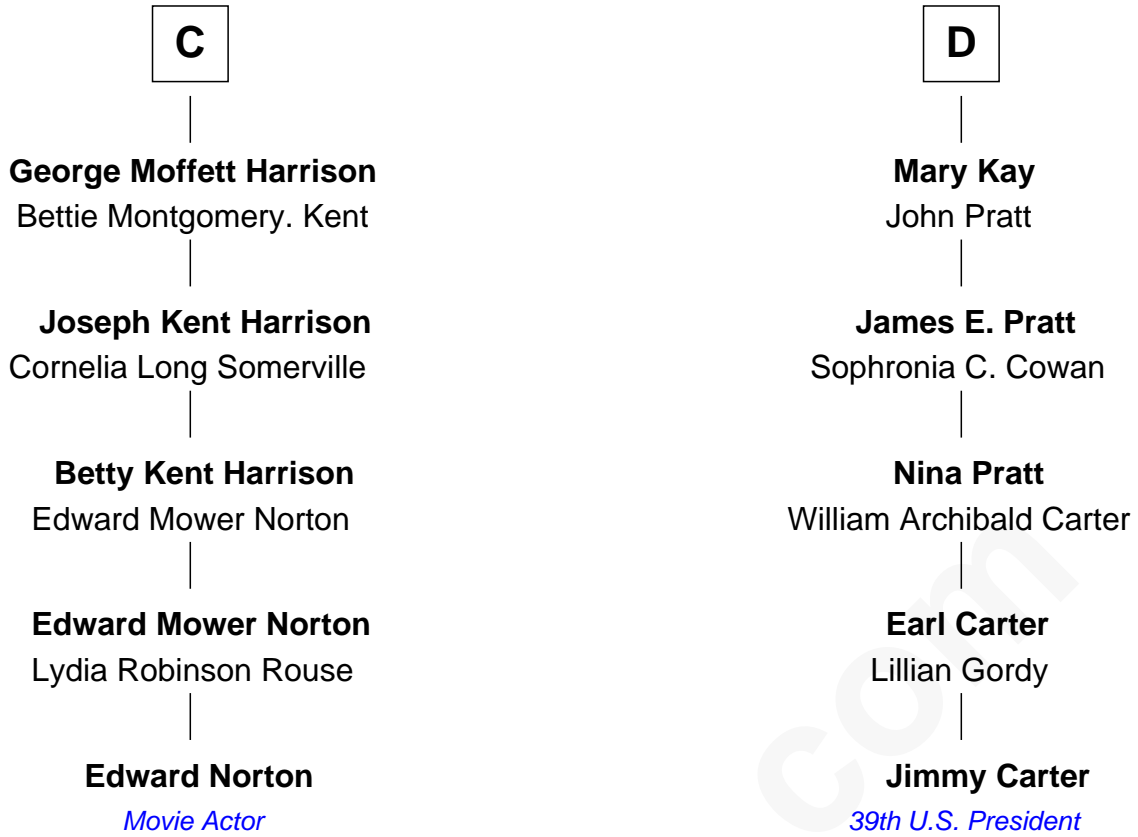 C
George Moffett Harrison
Bettie Montgomery. Kent
Joseph Kent Harrison
Cornelia Long Somerville
Betty Kent Harrison
Edward Mower Norton
Edward Mower Norton
Lydia Robinson Rouse
Edward Norton
Movie Actor
D
Mary Kay
John Pratt
James E. Pratt
Sophronia C. Cowan
Nina Pratt
William Archibald Carter
Earl Carter
Lillian Gordy
Jimmy Carter
39th U.S. President
com